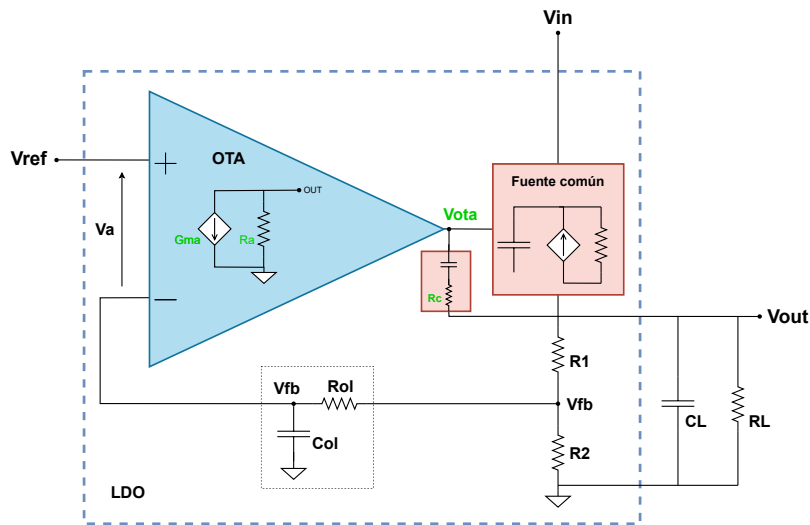 Vin
Vref
OTA
Fuente común
OUT
Vota
Va
Gma
Ra
Rc
Vout
R1
Vfb
Rol
Vfb
CL
RL
Col
R2
LDO